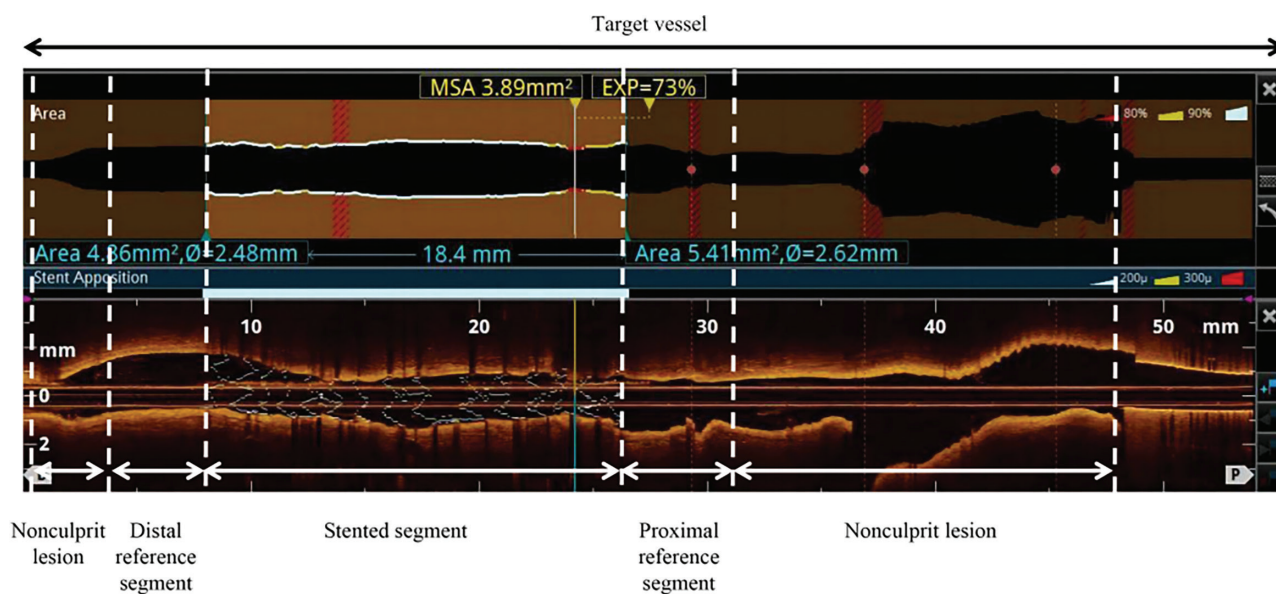 Target vessel
MSA 3.89mm² EXP=73%
Area 80% 90%
Area 4.86mm²,Ø=2.48mm 18.4 mm Area 5.41mm²,Ø=2.62mm
Stent Apposition 200µ 300µ
10 20 30 40 50 mm
mm
0
2
P
Nonculprit lesion
Distal reference segment
Stented segment
Proximal reference segment
Nonculprit lesion